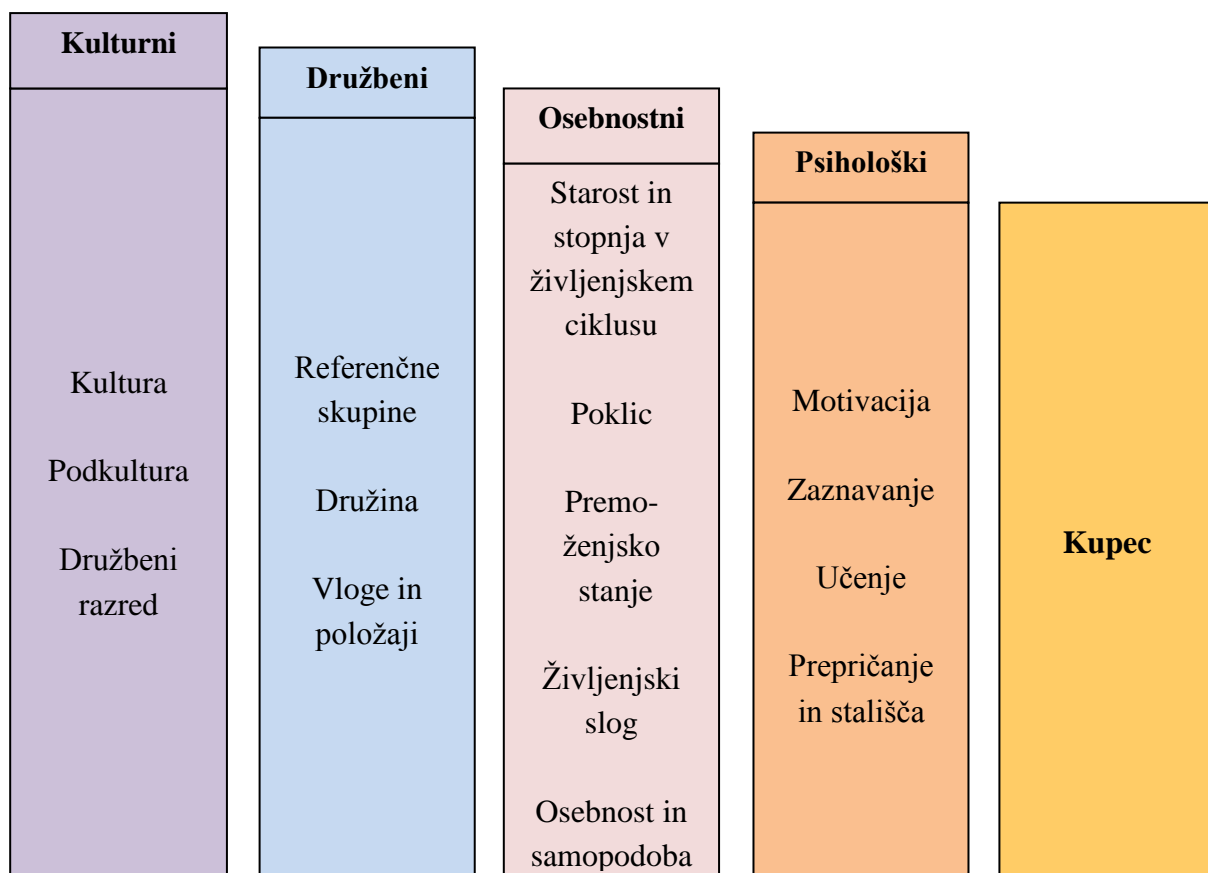 Kulturni
Kultura
Podkultura
Družbeni
razred
Družbeni
Referenčne
skupine
Družina
Vloge in
položaji
Osebnostni
Starost in
stopnja v
življenjskem
ciklusu
Poklic
Premo-
ženjsko
stanje
Življenjski
slog
Osebnost in
samopodoba
Psihološki
Motivacija
Zaznavanje
Učenje
Prepričanje
in stališča
Kupec